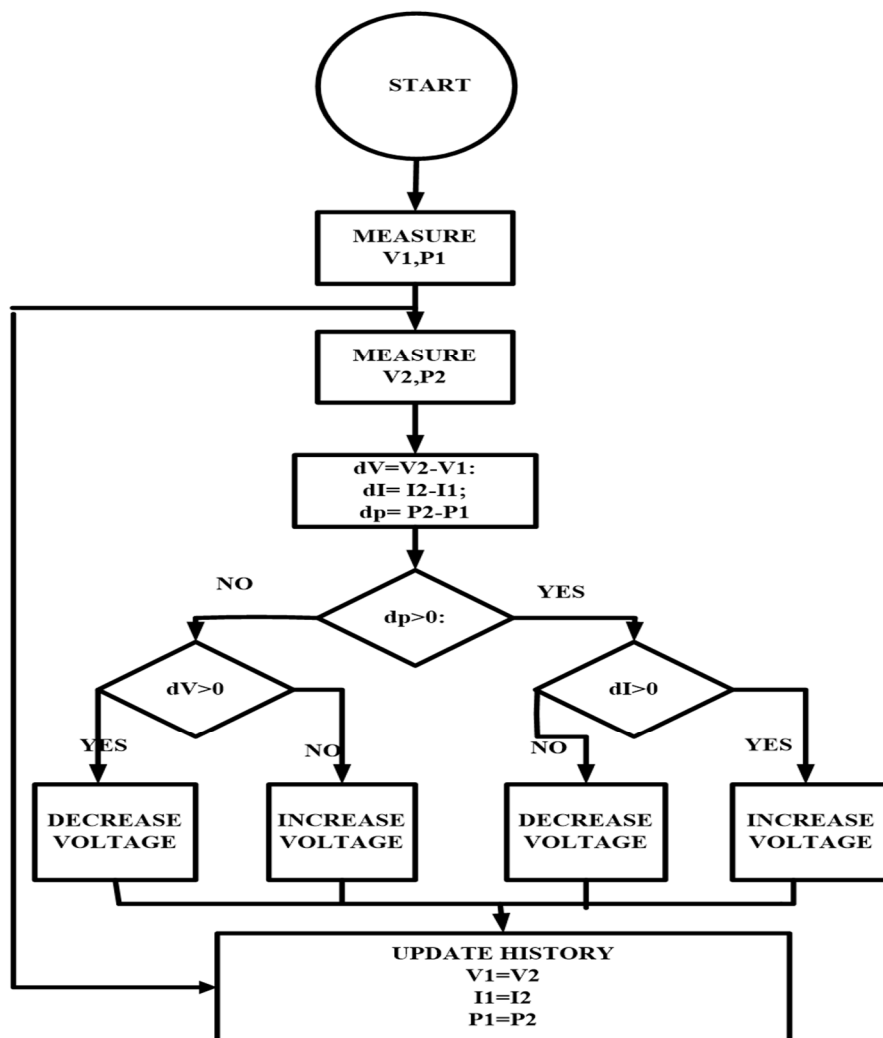 START
MEASURE
V1,P1
MEASURE
V2,P2
dV=V2-V1:
dI= I2-I1;
dp= P2-P1
NO
YES
dp>0:
dV>0
dI>0
YES
NO
NO
YES
DECREASE
VOLTAGE
INCREASE
VOLTAGE
DECREASE
VOLTAGE
INCREASE
VOLTAGE
UPDATE HISTORY
V1=V2
I1=I2
P1=P2